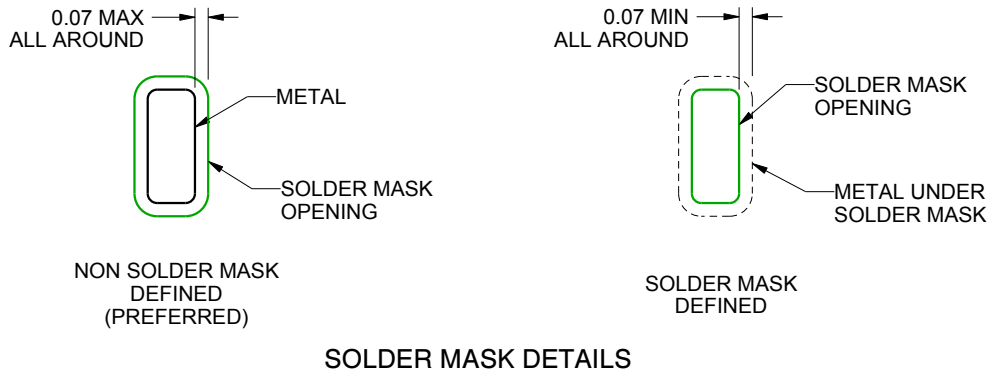 0.07 MAX
ALL AROUND
METAL
SOLDER MASK
OPENING
NON SOLDER MASK
DEFINED
(PREFERRED)
0.07 MIN
ALL AROUND
SOLDER MASK
OPENING
METAL UNDER
SOLDER MASK
SOLDER MASK
DEFINED
SOLDER MASK DETAILS